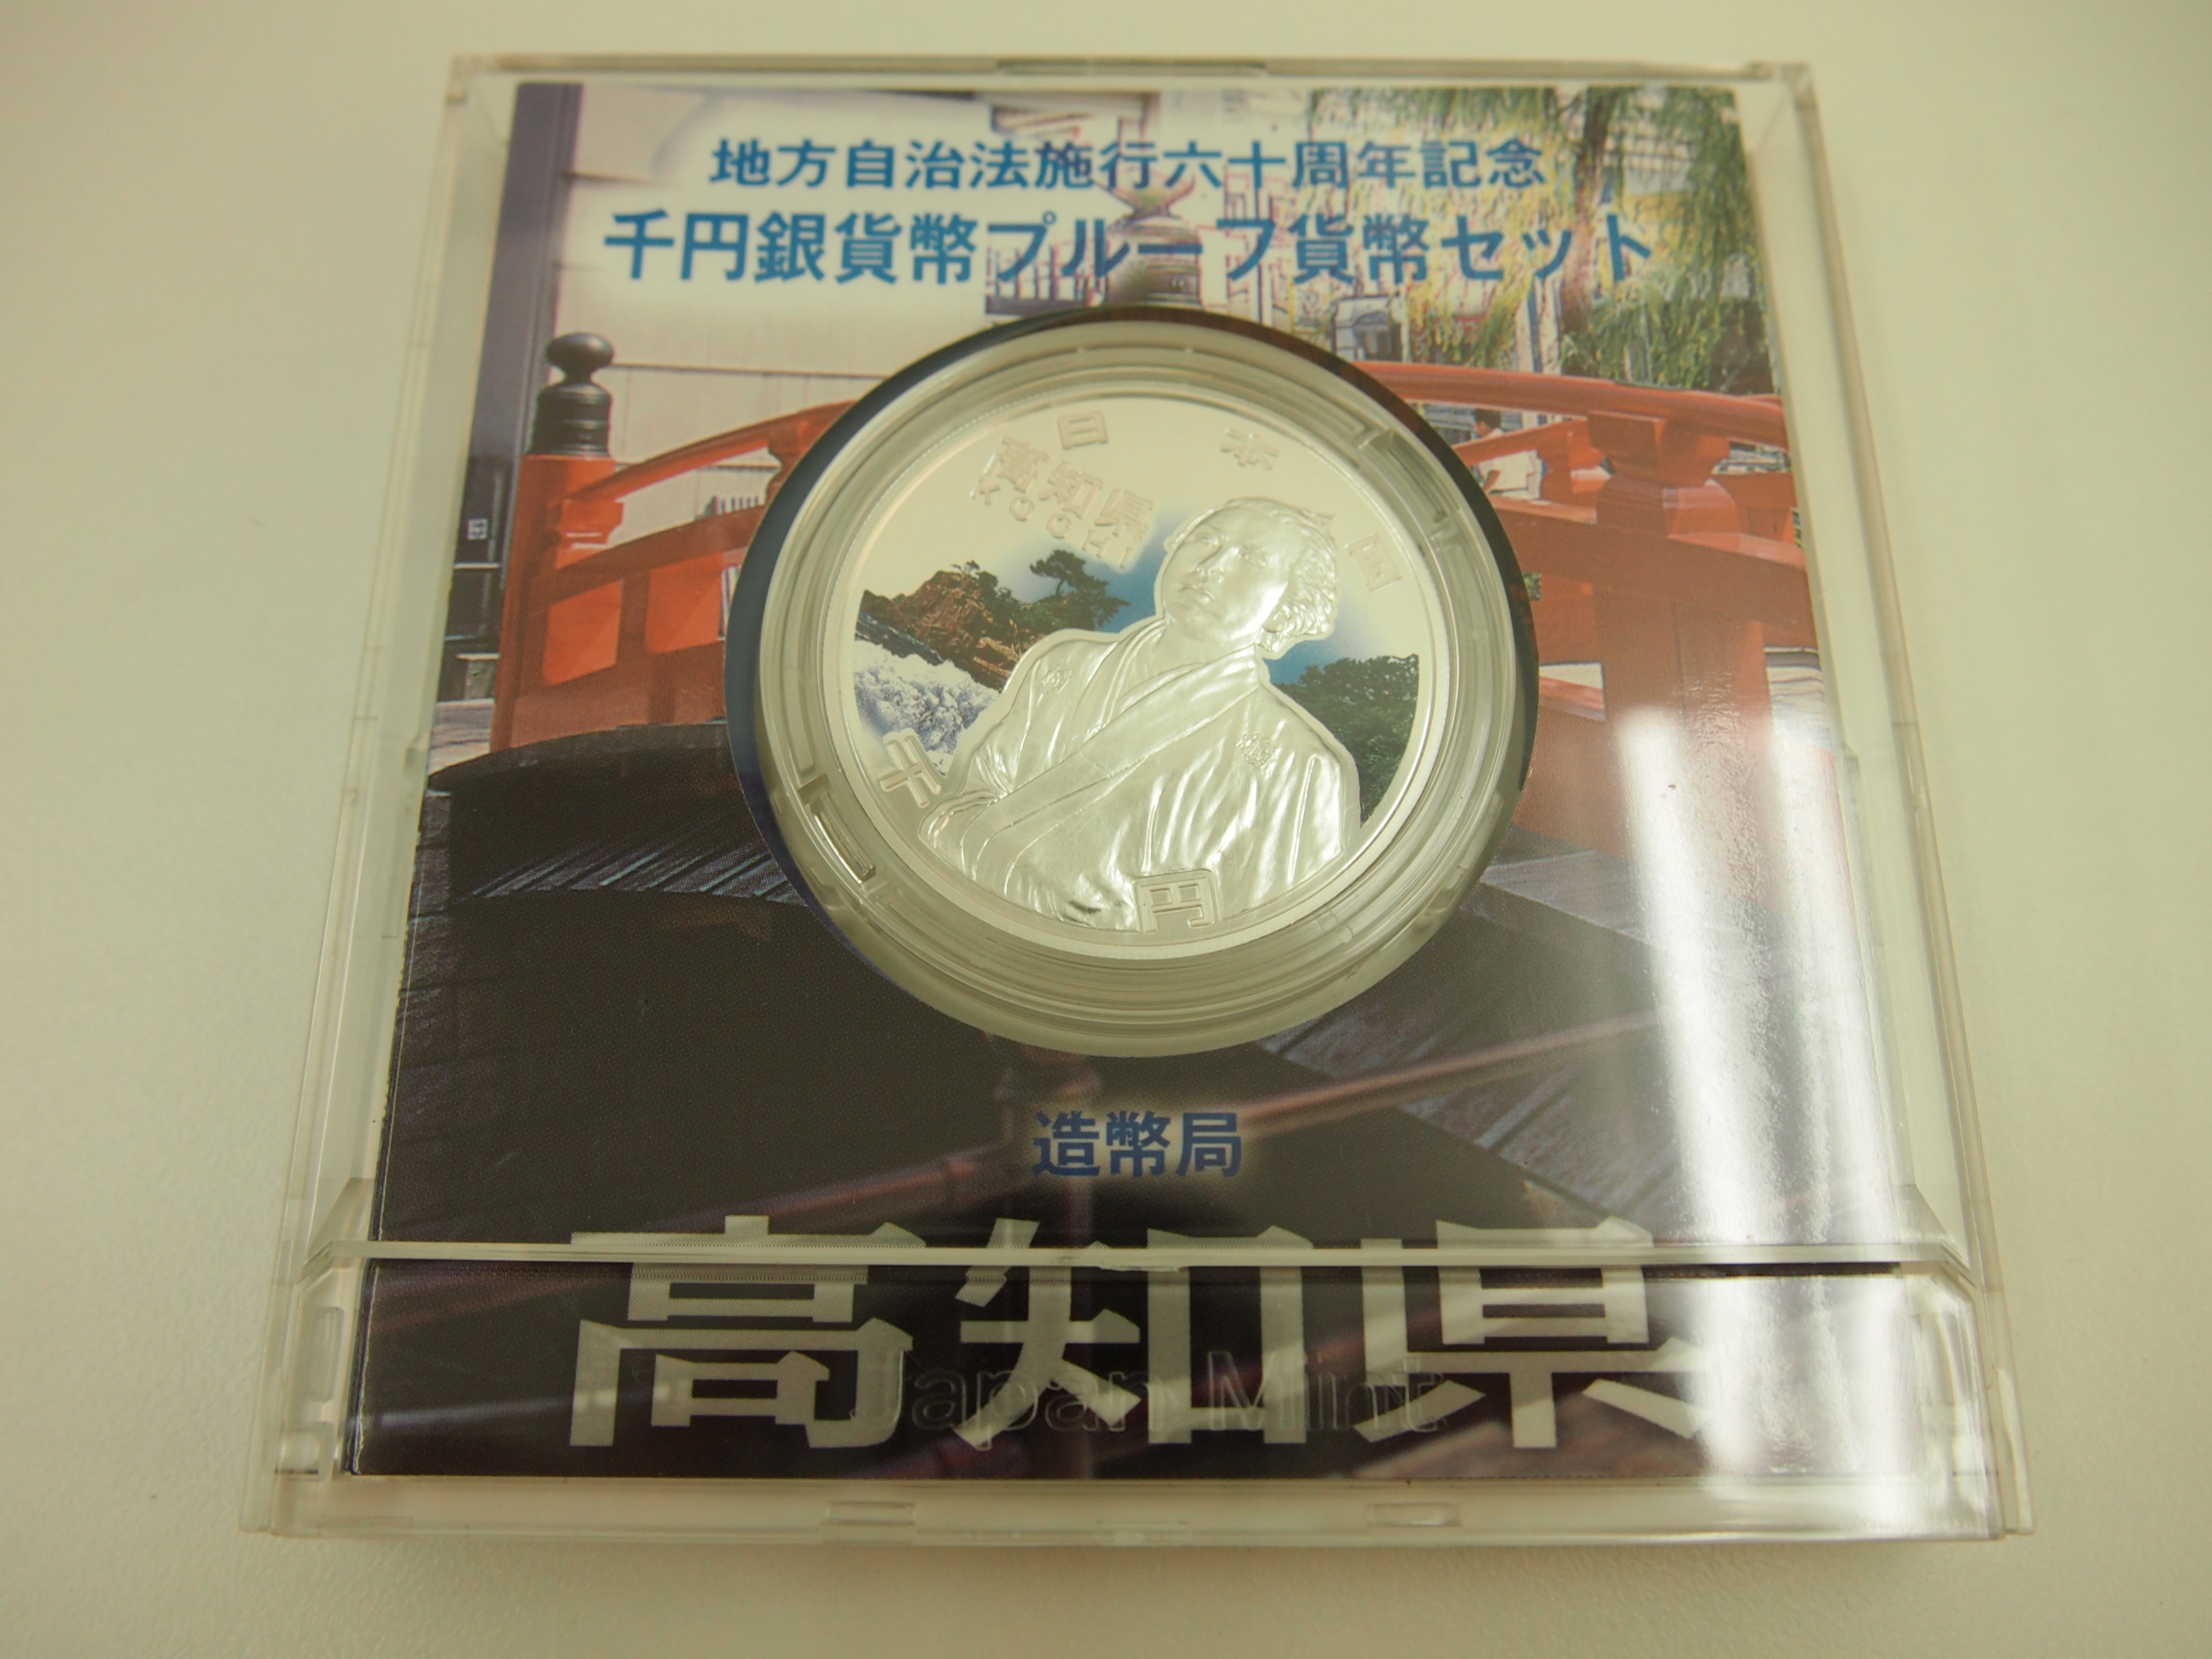 地方自治法施行六十周年記念
千円銀貨幣プルーフ貨幣セット
日本国
高知県
KOCHI
千円
造幣局
高知県
Japan Mint